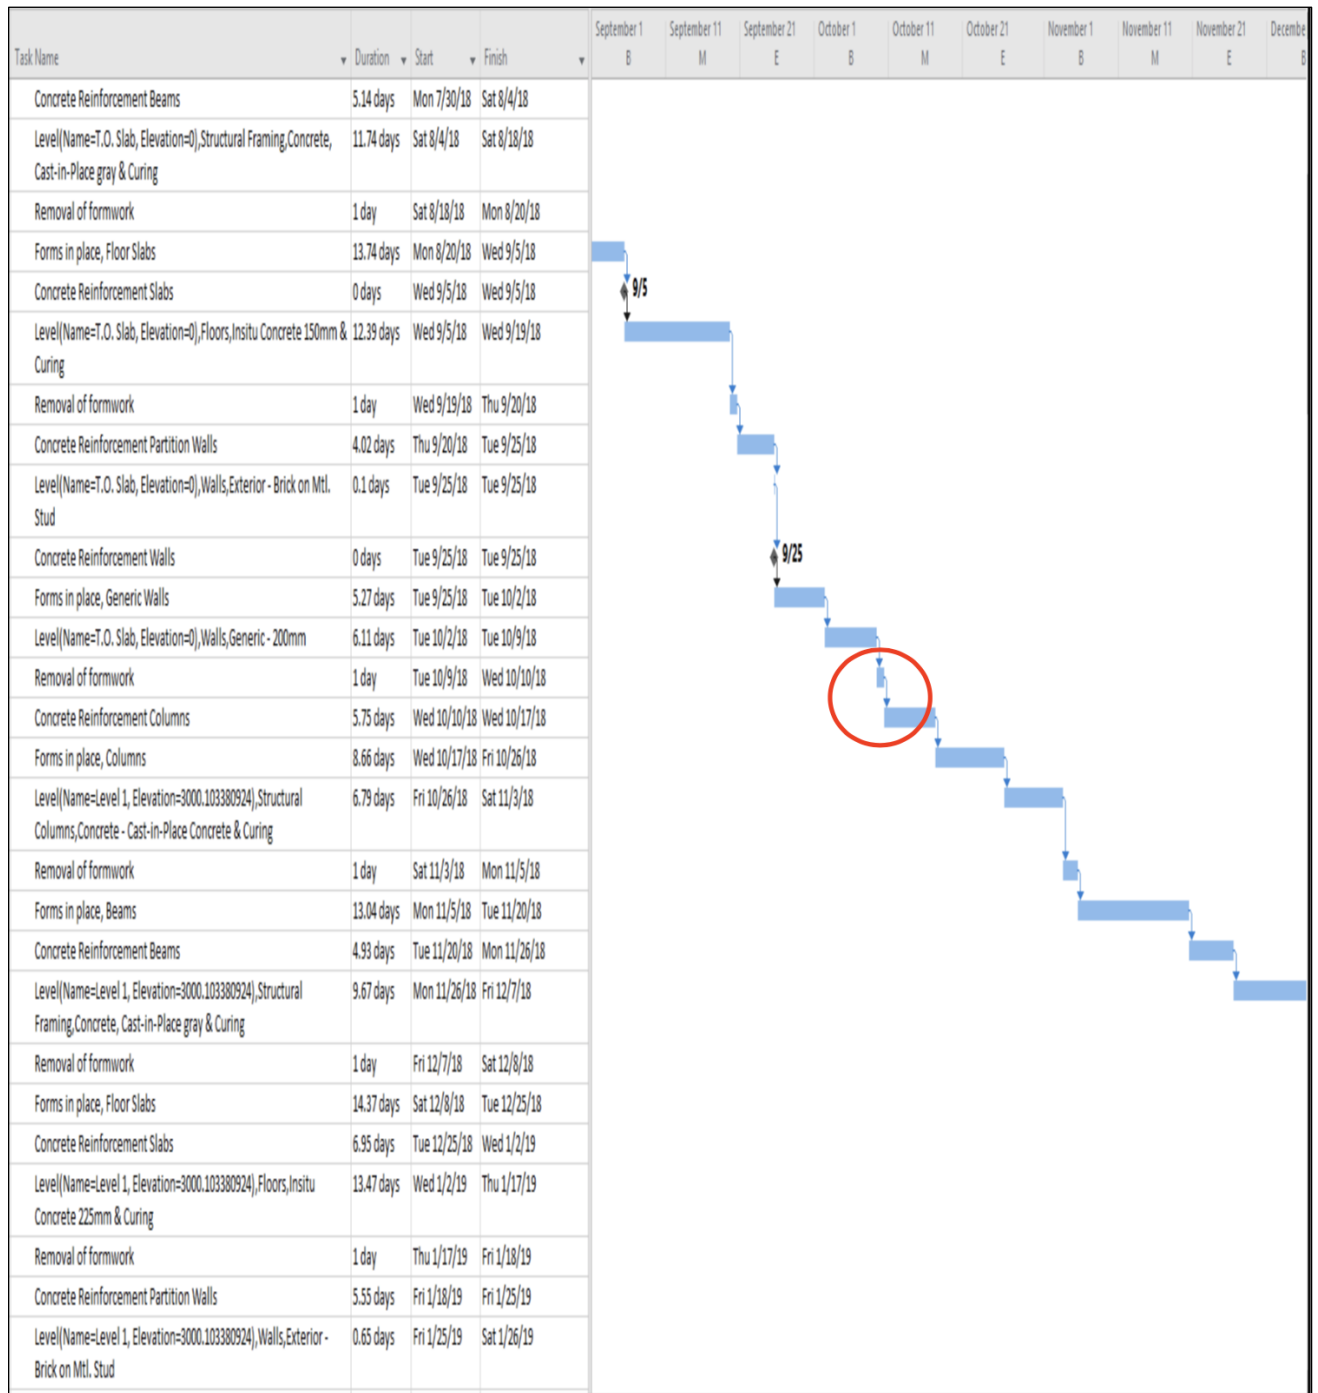 September 1 September 11 September 21 October 1 October 11 October 21 November 1 November 11 November 21 Decembe
Task Name Duration Start Finish B M E B M E B M E B
Concrete Reinforcement Beams 5.14 days Mon 7/30/18 Sat 8/4/18
Level(Name=T.O. Slab, Elevation=0),Structural Framing,Concrete, 11.74 days Sat 8/4/18 Sat 8/18/18
Cast-in-Place gray & Curing
Removal of formwork 1 day Sat 8/18/18 Mon 8/20/18
Forms in place, Floor Slabs 13.74 days Mon 8/20/18 Wed 9/5/18
Concrete Reinforcement Slabs 0 days Wed 9/5/18 Wed 9/5/18 9/5
Level(Name=T.O. Slab, Elevation=0),Floors,Insitu Concrete 150mm & 12.39 days Wed 9/5/18 Wed 9/19/18
Curing
Removal of formwork 1 day Wed 9/19/18 Thu 9/20/18
Concrete Reinforcement Partition Walls 4.02 days Thu 9/20/18 Tue 9/25/18
Level(Name=T.O. Slab, Elevation=0),Walls,Exterior - Brick on Mtl. 0.1 days Tue 9/25/18 Tue 9/25/18
Stud
Concrete Reinforcement Walls 0 days Tue 9/25/18 Tue 9/25/18 9/25
Forms in place, Generic Walls 5.27 days Tue 9/25/18 Tue 10/2/18
Level(Name=T.O. Slab, Elevation=0),Walls,Generic - 200mm 6.11 days Tue 10/2/18 Tue 10/9/18
Removal of formwork 1 day Tue 10/9/18 Wed 10/10/18
Concrete Reinforcement Columns 5.75 days Wed 10/10/18 Wed 10/17/18
Forms in place, Columns 8.66 days Wed 10/17/18 Fri 10/26/18
Level(Name=Level 1, Elevation=3000.103380924),Structural 6.79 days Fri 10/26/18 Sat 11/3/18
Columns,Concrete - Cast-in-Place Concrete & Curing
Removal of formwork 1 day Sat 11/3/18 Mon 11/5/18
Forms in place, Beams 13.04 days Mon 11/5/18 Tue 11/20/18
Concrete Reinforcement Beams 4.93 days Tue 11/20/18 Mon 11/26/18
Level(Name=Level 1, Elevation=3000.103380924),Structural 9.67 days Mon 11/26/18 Fri 12/7/18
Framing,Concrete, Cast-in-Place gray & Curing
Removal of formwork 1 day Fri 12/7/18 Sat 12/8/18
Forms in place, Floor Slabs 14.37 days Sat 12/8/18 Tue 12/25/18
Concrete Reinforcement Slabs 6.95 days Tue 12/25/18 Wed 1/2/19
Level(Name=Level 1, Elevation=3000.103380924),Floors,Insitu 13.47 days Wed 1/2/19 Thu 1/17/19
Concrete 225mm & Curing
Removal of formwork 1 day Thu 1/17/19 Fri 1/18/19
Concrete Reinforcement Partition Walls 5.55 days Fri 1/18/19 Fri 1/25/19
Level(Name=Level 1, Elevation=3000.103380924),Walls,Exterior - 0.65 days Fri 1/25/19 Sat 1/26/19
Brick on Mtl. Stud